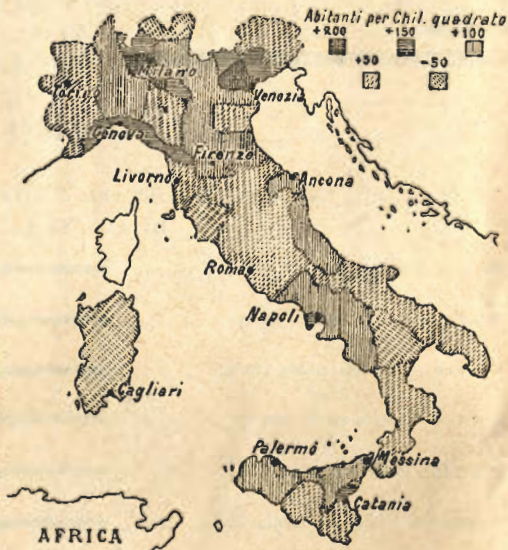 Abitanti per Chil. quadrato
+200 +150 +100
+50 -50
Milano
Torino
Venezia
Genova
Firenze
Livorno
Ancona
Roma
Napoli
Cagliari
Palermo
Messina
Catania
AFRICA